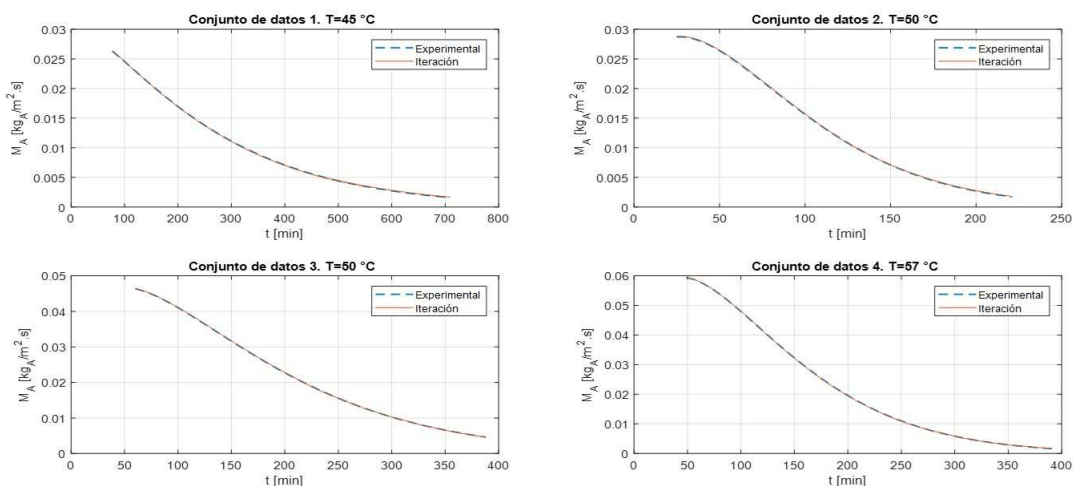 Conjunto de datos 1. T=45 °C
0.03
0.025
0.02
0.015
0.01
0.005
0
M_A [kg_A/m².s]
Experimental
Iteración
0 100 200 300 400 500 600 700 800
t [min]
Conjunto de datos 2. T=50 °C
0.03
0.025
0.02
0.015
0.01
0.005
0
M_A [kg_A/m².s]
Experimental
Iteración
0 50 100 150 200 250
t [min]
Conjunto de datos 3. T=50 °C
0.05
0.04
0.03
0.02
0.01
0
M_A [kg_A/m².s]
Experimental
Iteración
0 50 100 150 200 250 300 350 400
t [min]
Conjunto de datos 4. T=57 °C
0.06
0.05
0.04
0.03
0.02
0.01
0
M_A [kg_A/m².s]
Experimental
Iteración
0 50 100 150 200 250 300 350 400
t [min]